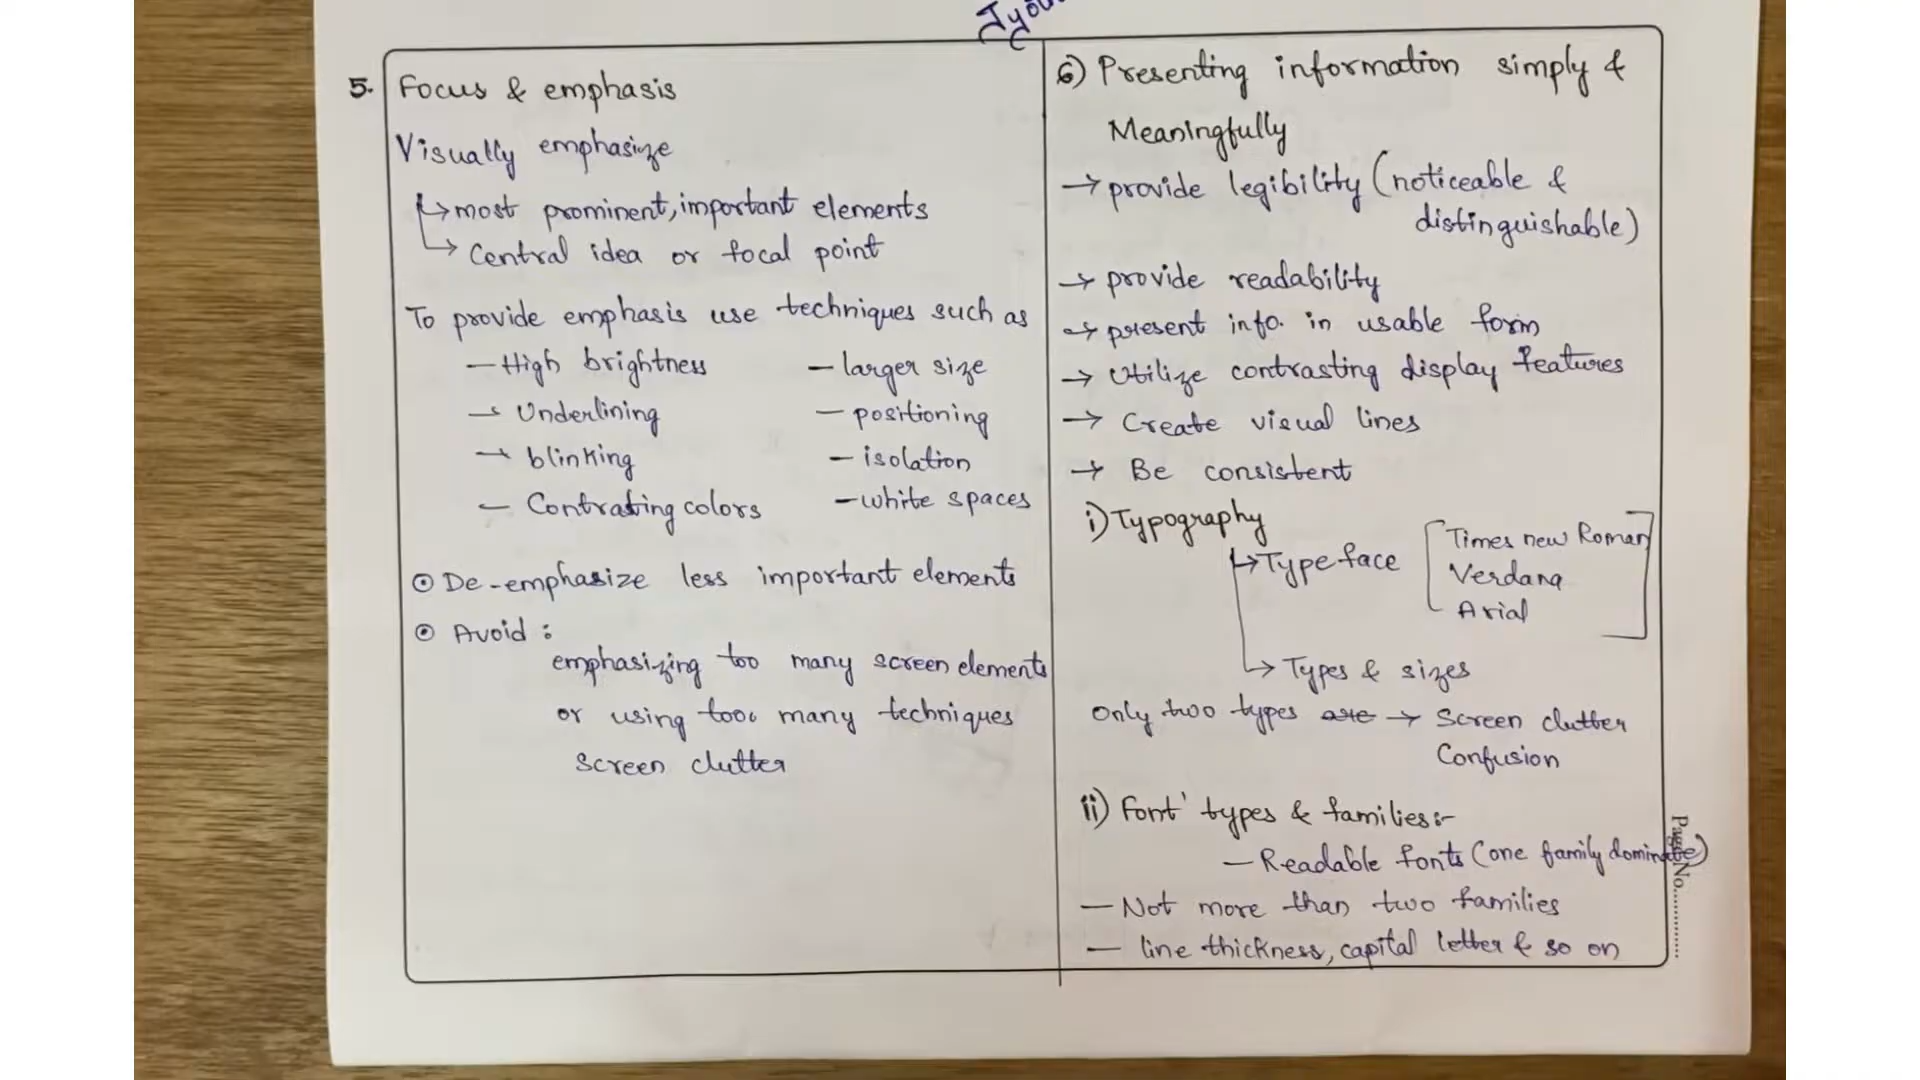 5. Focus & emphasis
Visually emphasize
↳ most prominent, important elements
↳ Central idea or focal point
To provide emphasis use techniques such as
— High brightness — larger size
— Underlining — positioning
— blinking — isolation
— Contrating colors — white spaces
⊙ De-emphasize less important elements
⊙ Avoid :
emphasizing too many screen elements
or using too many techniques
screen clutter
6) Presenting information simply &
Meaningfully
→ provide legibility (noticeable &
distinguishable)
→ provide readability
→ present info. in usable form
→ Utilize contrasting display features
→ Create visual lines
→ Be consistent
i) Typography
↳ Type face [Times new Roman
Verdana
Arial]
↳ Types & sizes
Only two types → Screen clutter
Confusion
ii) Font' types & families:-
— Readable fonts (one family dominate)
— Not more than two families
— line thickness, capital letter & so on
Page No..............